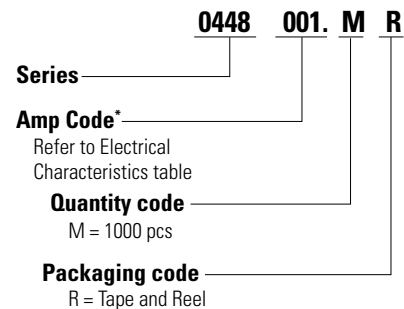 0448 001. M R
Series
Amp Code*
Refer to Electrical
Characteristics table
Quantity code
M = 1000 pcs
Packaging code
R = Tape and Reel